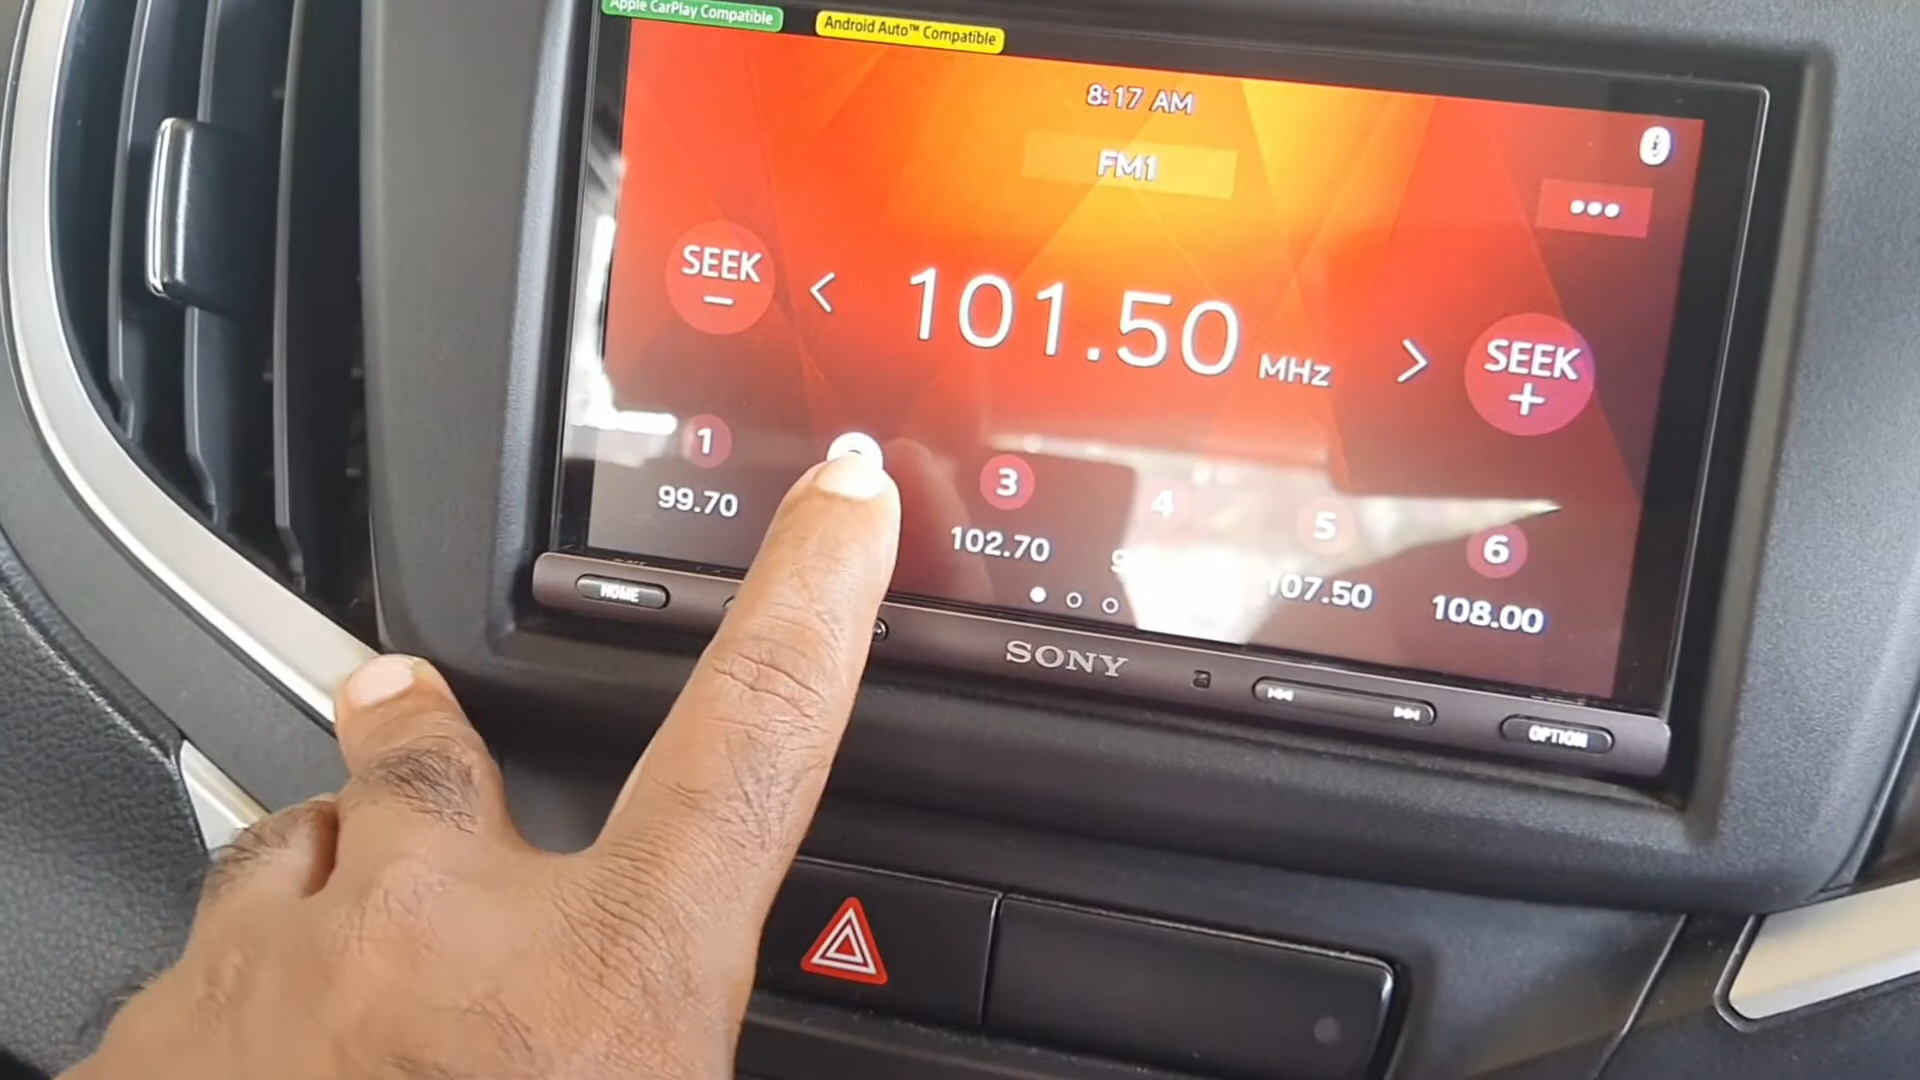 Apple CarPlay Compatible
Android Auto™ Compatible
8:17 AM
FM1
SEEK
−
101.50 MHz
SEEK
+
1
3
4
5
6
99.70
102.70
107.50
108.00
HOME
SONY
OPTION